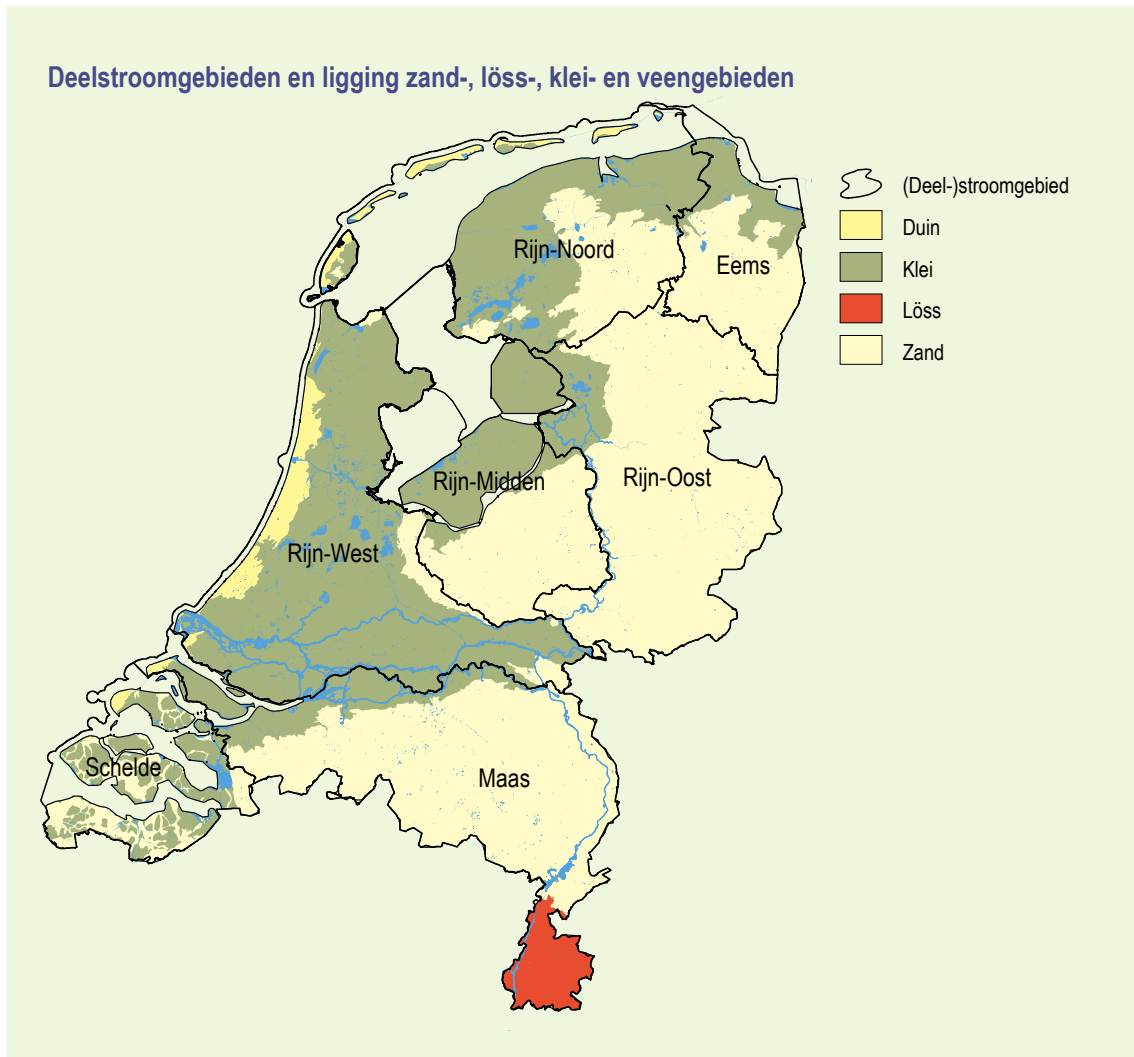 Deelstroomgebieden en ligging zand-, löss-, klei- en veengebieden
(Deel-)stroomgebied
Duin
Klei
Löss
Zand
Rijn-Noord
Eems
Rijn-Midden
Rijn-Oost
Rijn-West
Schelde
Maas